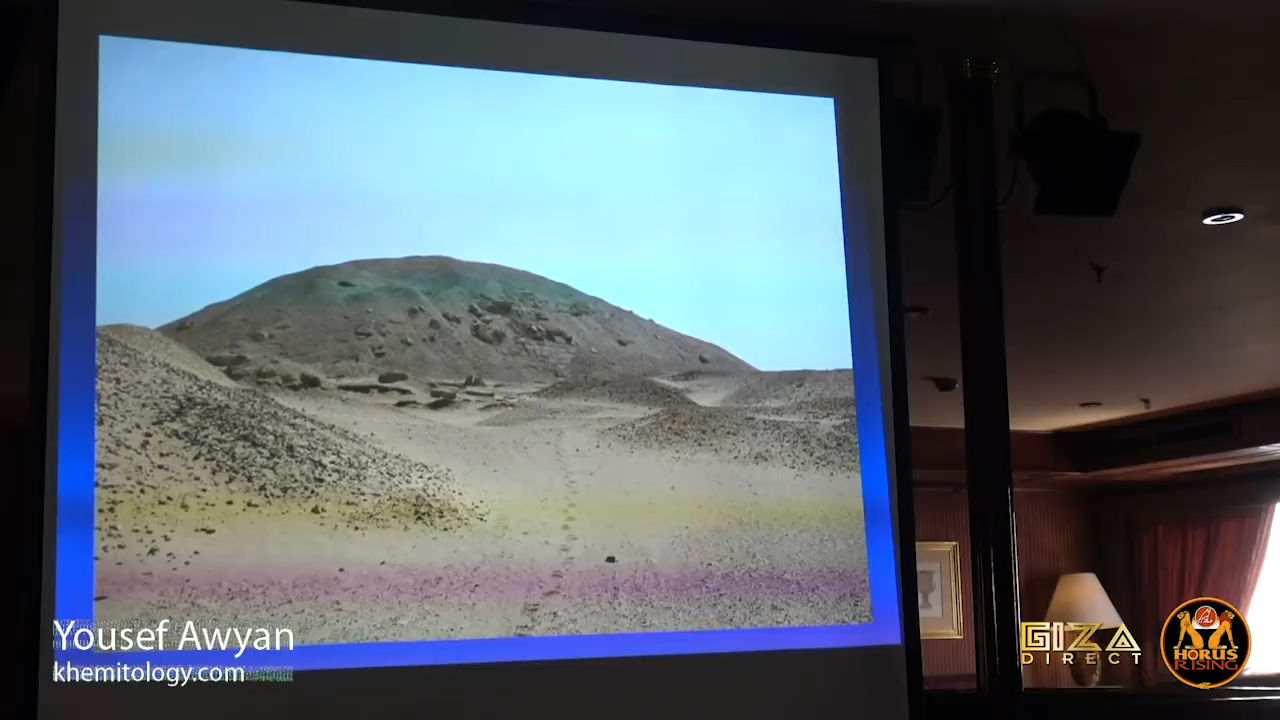 Yousef Awyan
khemitology.com
GIZA
DIRECT
HORUS
RISING